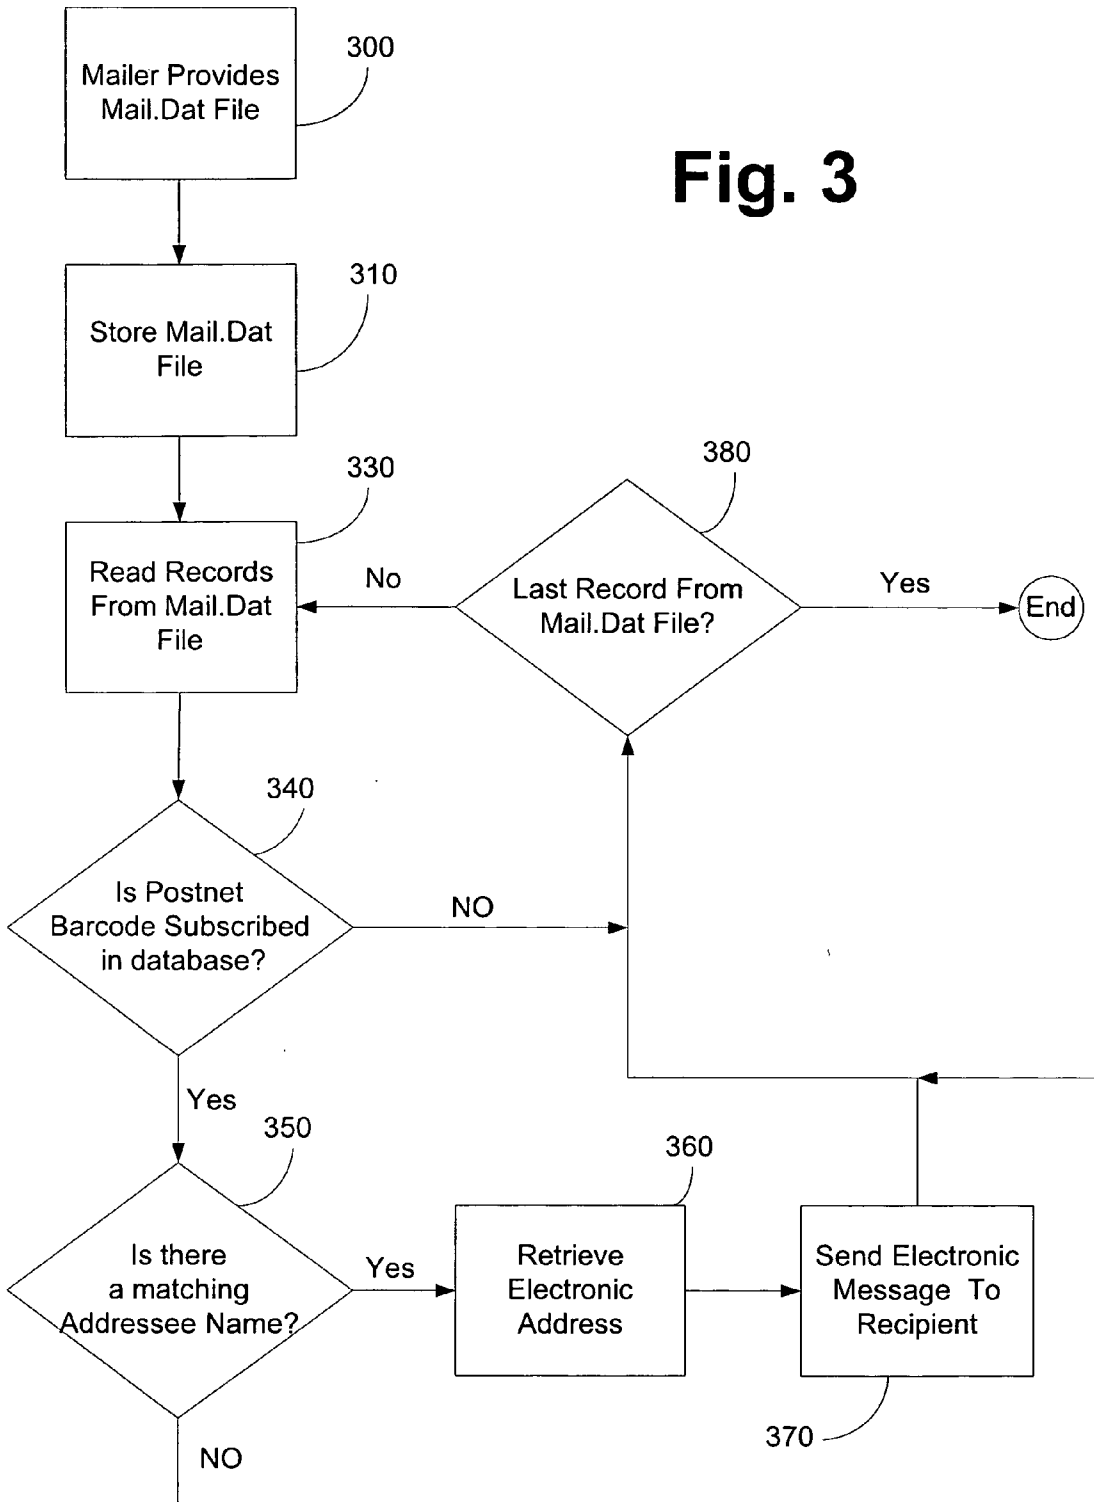 300
Mailer Provides
Mail.Dat File
Fig. 3
310
Store Mail.Dat
File
330
Read Records
From Mail.Dat
File
No
380
Last Record From
Mail.Dat File?
Yes
End
340
Is Postnet
Barcode Subscribed
in database?
NO
Yes
350
Is there
a matching
Addressee Name?
Yes
360
Retrieve
Electronic
Address
Send Electronic
Message To
Recipient
370
NO